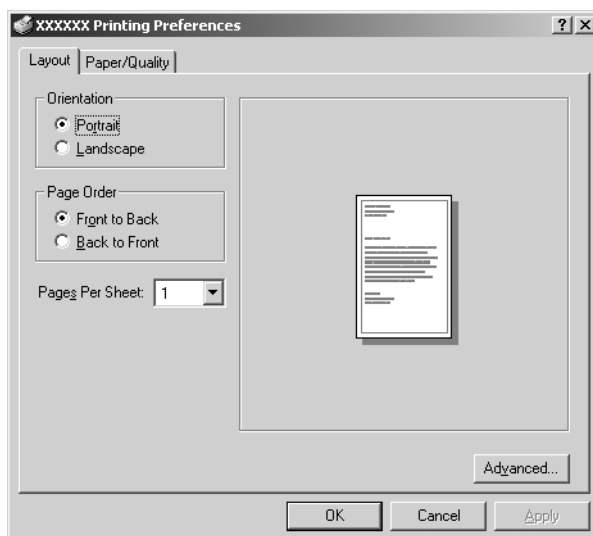 XXXXXX Printing Preferences
Layout Paper/Quality
Orientation
Portrait
Landscape
Page Order
Front to Back
Back to Front
Pages Per Sheet: 1
Advanced...
OK Cancel Apply